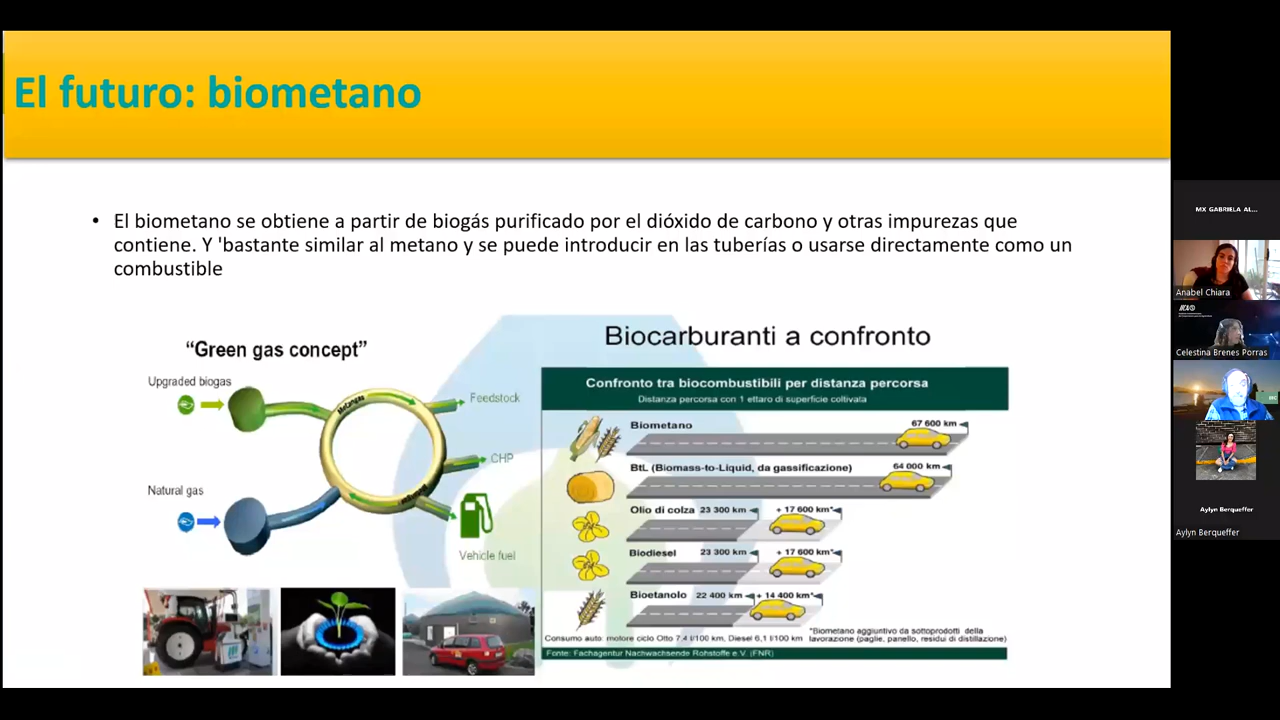 El futuro: biometano
• El biometano se obtiene a partir de biogás purificado por el dióxido de carbono y otras impurezas que
contiene. Y 'bastante similar al metano y se puede introducir en las tuberías o usarse directamente como un
combustible
“Green gas concept”
Upgraded biogas
Feedstock
CHP
Natural gas
Vehicle fuel
Biocarburanti a confronto
Confronto tra biocombustibili per distanza percorsa
Distanza percorsa con 1 ettaro di superficie coltivata
Biometano 67 600 km
BtL (Biomass-to-Liquid, da gassificazione) 64 000 km
Olio di colza 23 300 km + 17 600 km*
Biodiesel 23 300 km + 17 600 km*
Bioetanolo 22 400 km + 14 400 km*
Consumo auto: motore ciclo Otto 7,4 l/100 km, Diesel 6,1 l/100 km
*Biometano aggiuntivo da sottoprodotti della
lavorazione (paglie, panello, residui di distillazione)
Fonte: Fachagentur Nachwachsende Rohstoffe e.V. (FNR)
MX GABRIELA AL...
Anabel Chiara
Celestina Brenes Porras
Aylyn Berqueffer
Aylyn Berqueffer